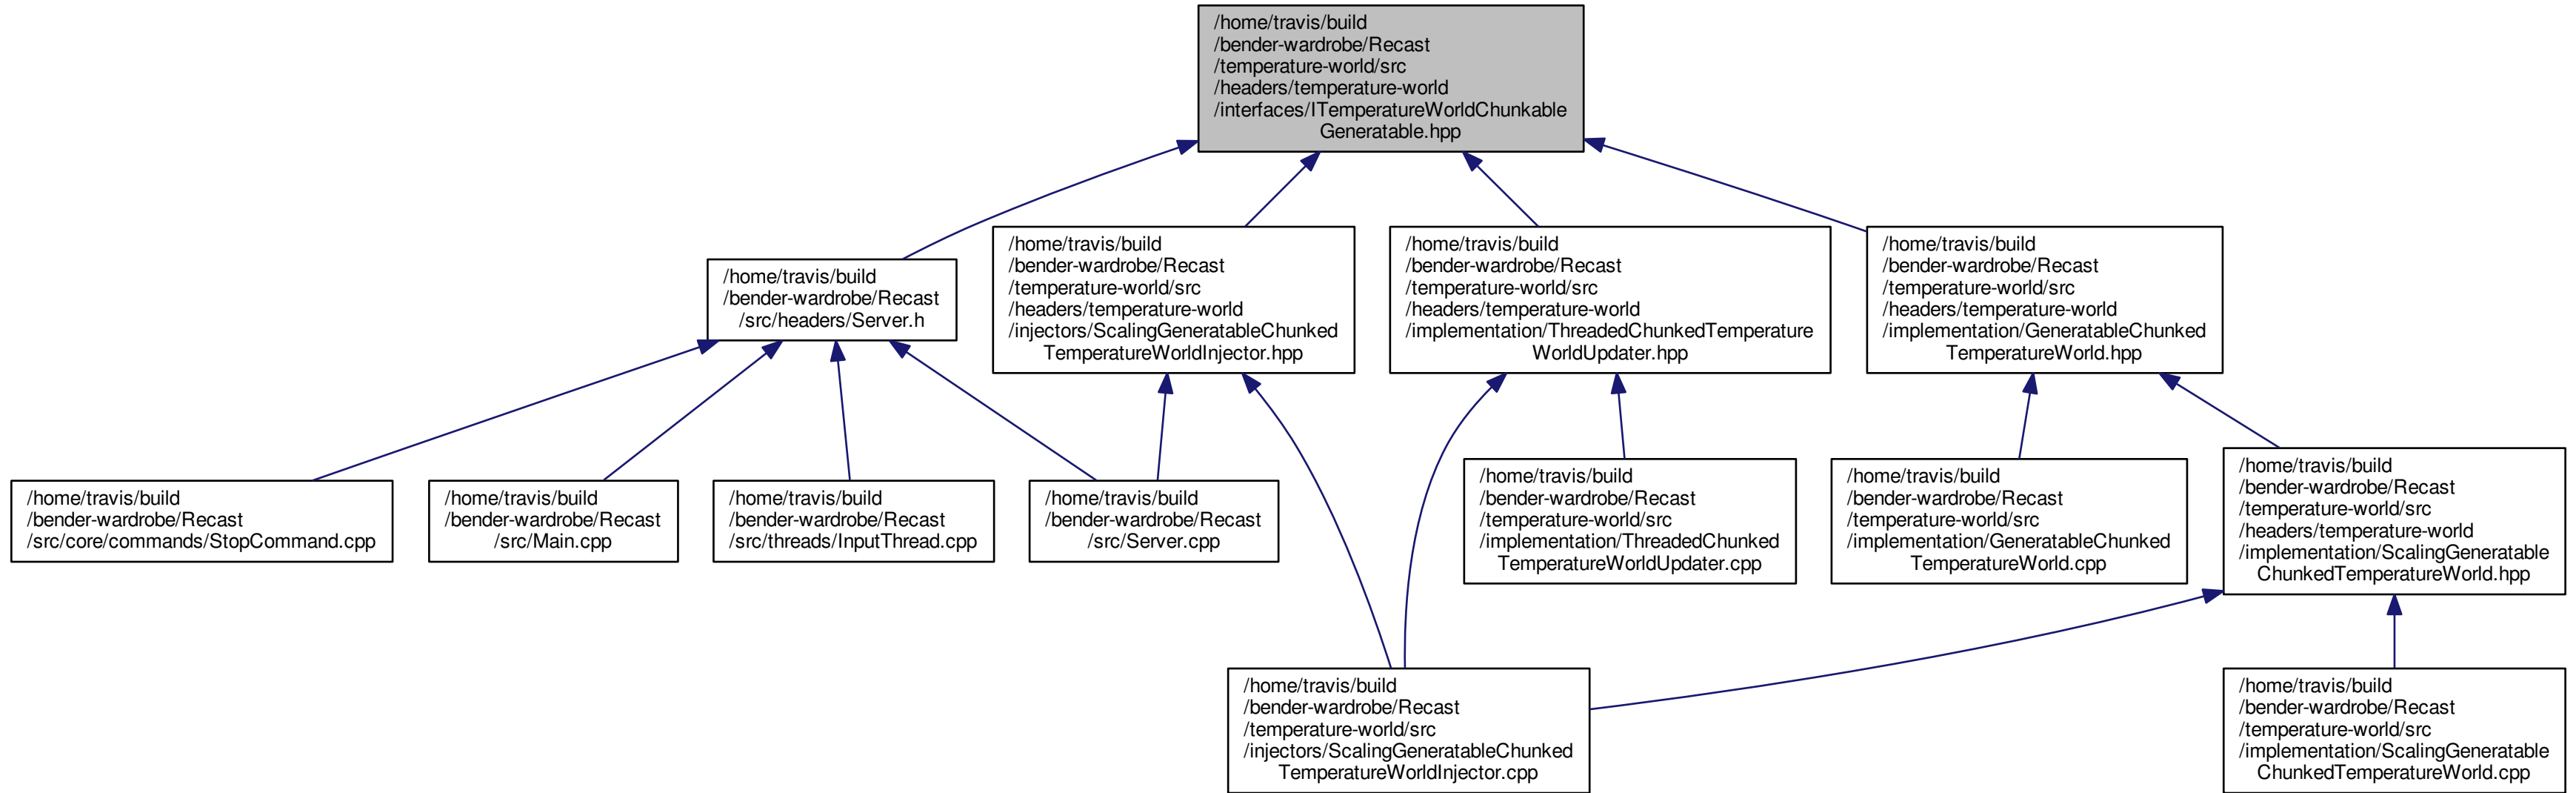 /home/travis/build
/bender-wardrobe/Recast
/temperature-world/src
/headers/temperature-world
/interfaces/ITemperatureWorldChunkable
Generatable.hpp
/home/travis/build
/bender-wardrobe/Recast
/src/headers/Server.h
/home/travis/build
/bender-wardrobe/Recast
/temperature-world/src
/headers/temperature-world
/injectors/ScalingGeneratableChunked
TemperatureWorldInjector.hpp
/home/travis/build
/bender-wardrobe/Recast
/temperature-world/src
/headers/temperature-world
/implementation/ThreadedChunkedTemperature
WorldUpdater.hpp
/home/travis/build
/bender-wardrobe/Recast
/temperature-world/src
/headers/temperature-world
/implementation/GeneratableChunked
TemperatureWorld.hpp
/home/travis/build
/bender-wardrobe/Recast
/src/core/commands/StopCommand.cpp
/home/travis/build
/bender-wardrobe/Recast
/src/Main.cpp
/home/travis/build
/bender-wardrobe/Recast
/src/threads/InputThread.cpp
/home/travis/build
/bender-wardrobe/Recast
/src/Server.cpp
/home/travis/build
/bender-wardrobe/Recast
/temperature-world/src
/implementation/ThreadedChunked
TemperatureWorldUpdater.cpp
/home/travis/build
/bender-wardrobe/Recast
/temperature-world/src
/implementation/GeneratableChunked
TemperatureWorld.cpp
/home/travis/build
/bender-wardrobe/Recast
/temperature-world/src
/headers/temperature-world
/implementation/ScalingGeneratable
ChunkedTemperatureWorld.hpp
/home/travis/build
/bender-wardrobe/Recast
/temperature-world/src
/injectors/ScalingGeneratableChunked
TemperatureWorldInjector.cpp
/home/travis/build
/bender-wardrobe/Recast
/temperature-world/src
/implementation/ScalingGeneratable
ChunkedTemperatureWorld.cpp